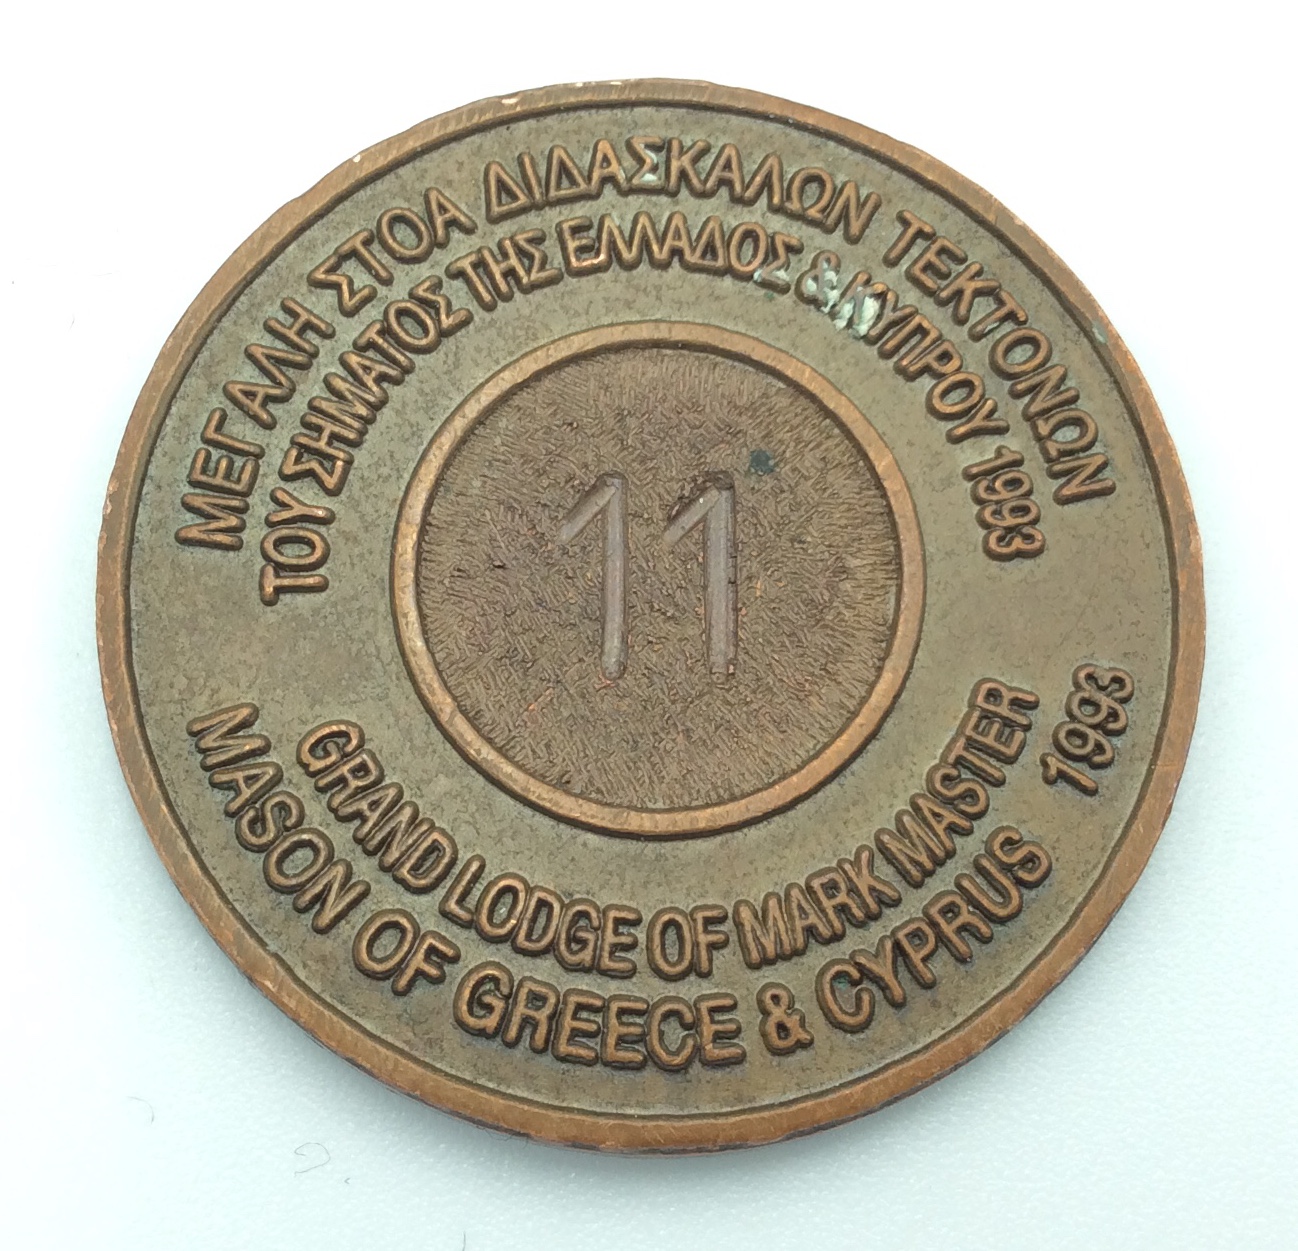 ΜΕΓΑΛΗ ΣΤΟΑ ΔΙΔΑΣΚΑΛΩΝ ΤΕΚΤΟΝΩΝ
ΤΟΥ ΣΗΜΑΤΟΣ ΤΗΣ ΕΛΛΑΔΟΣ & ΚΥΠΡΟΥ 1993
11
GRAND LODGE OF MARK MASTER
MASON OF GREECE & CYPRUS 1993